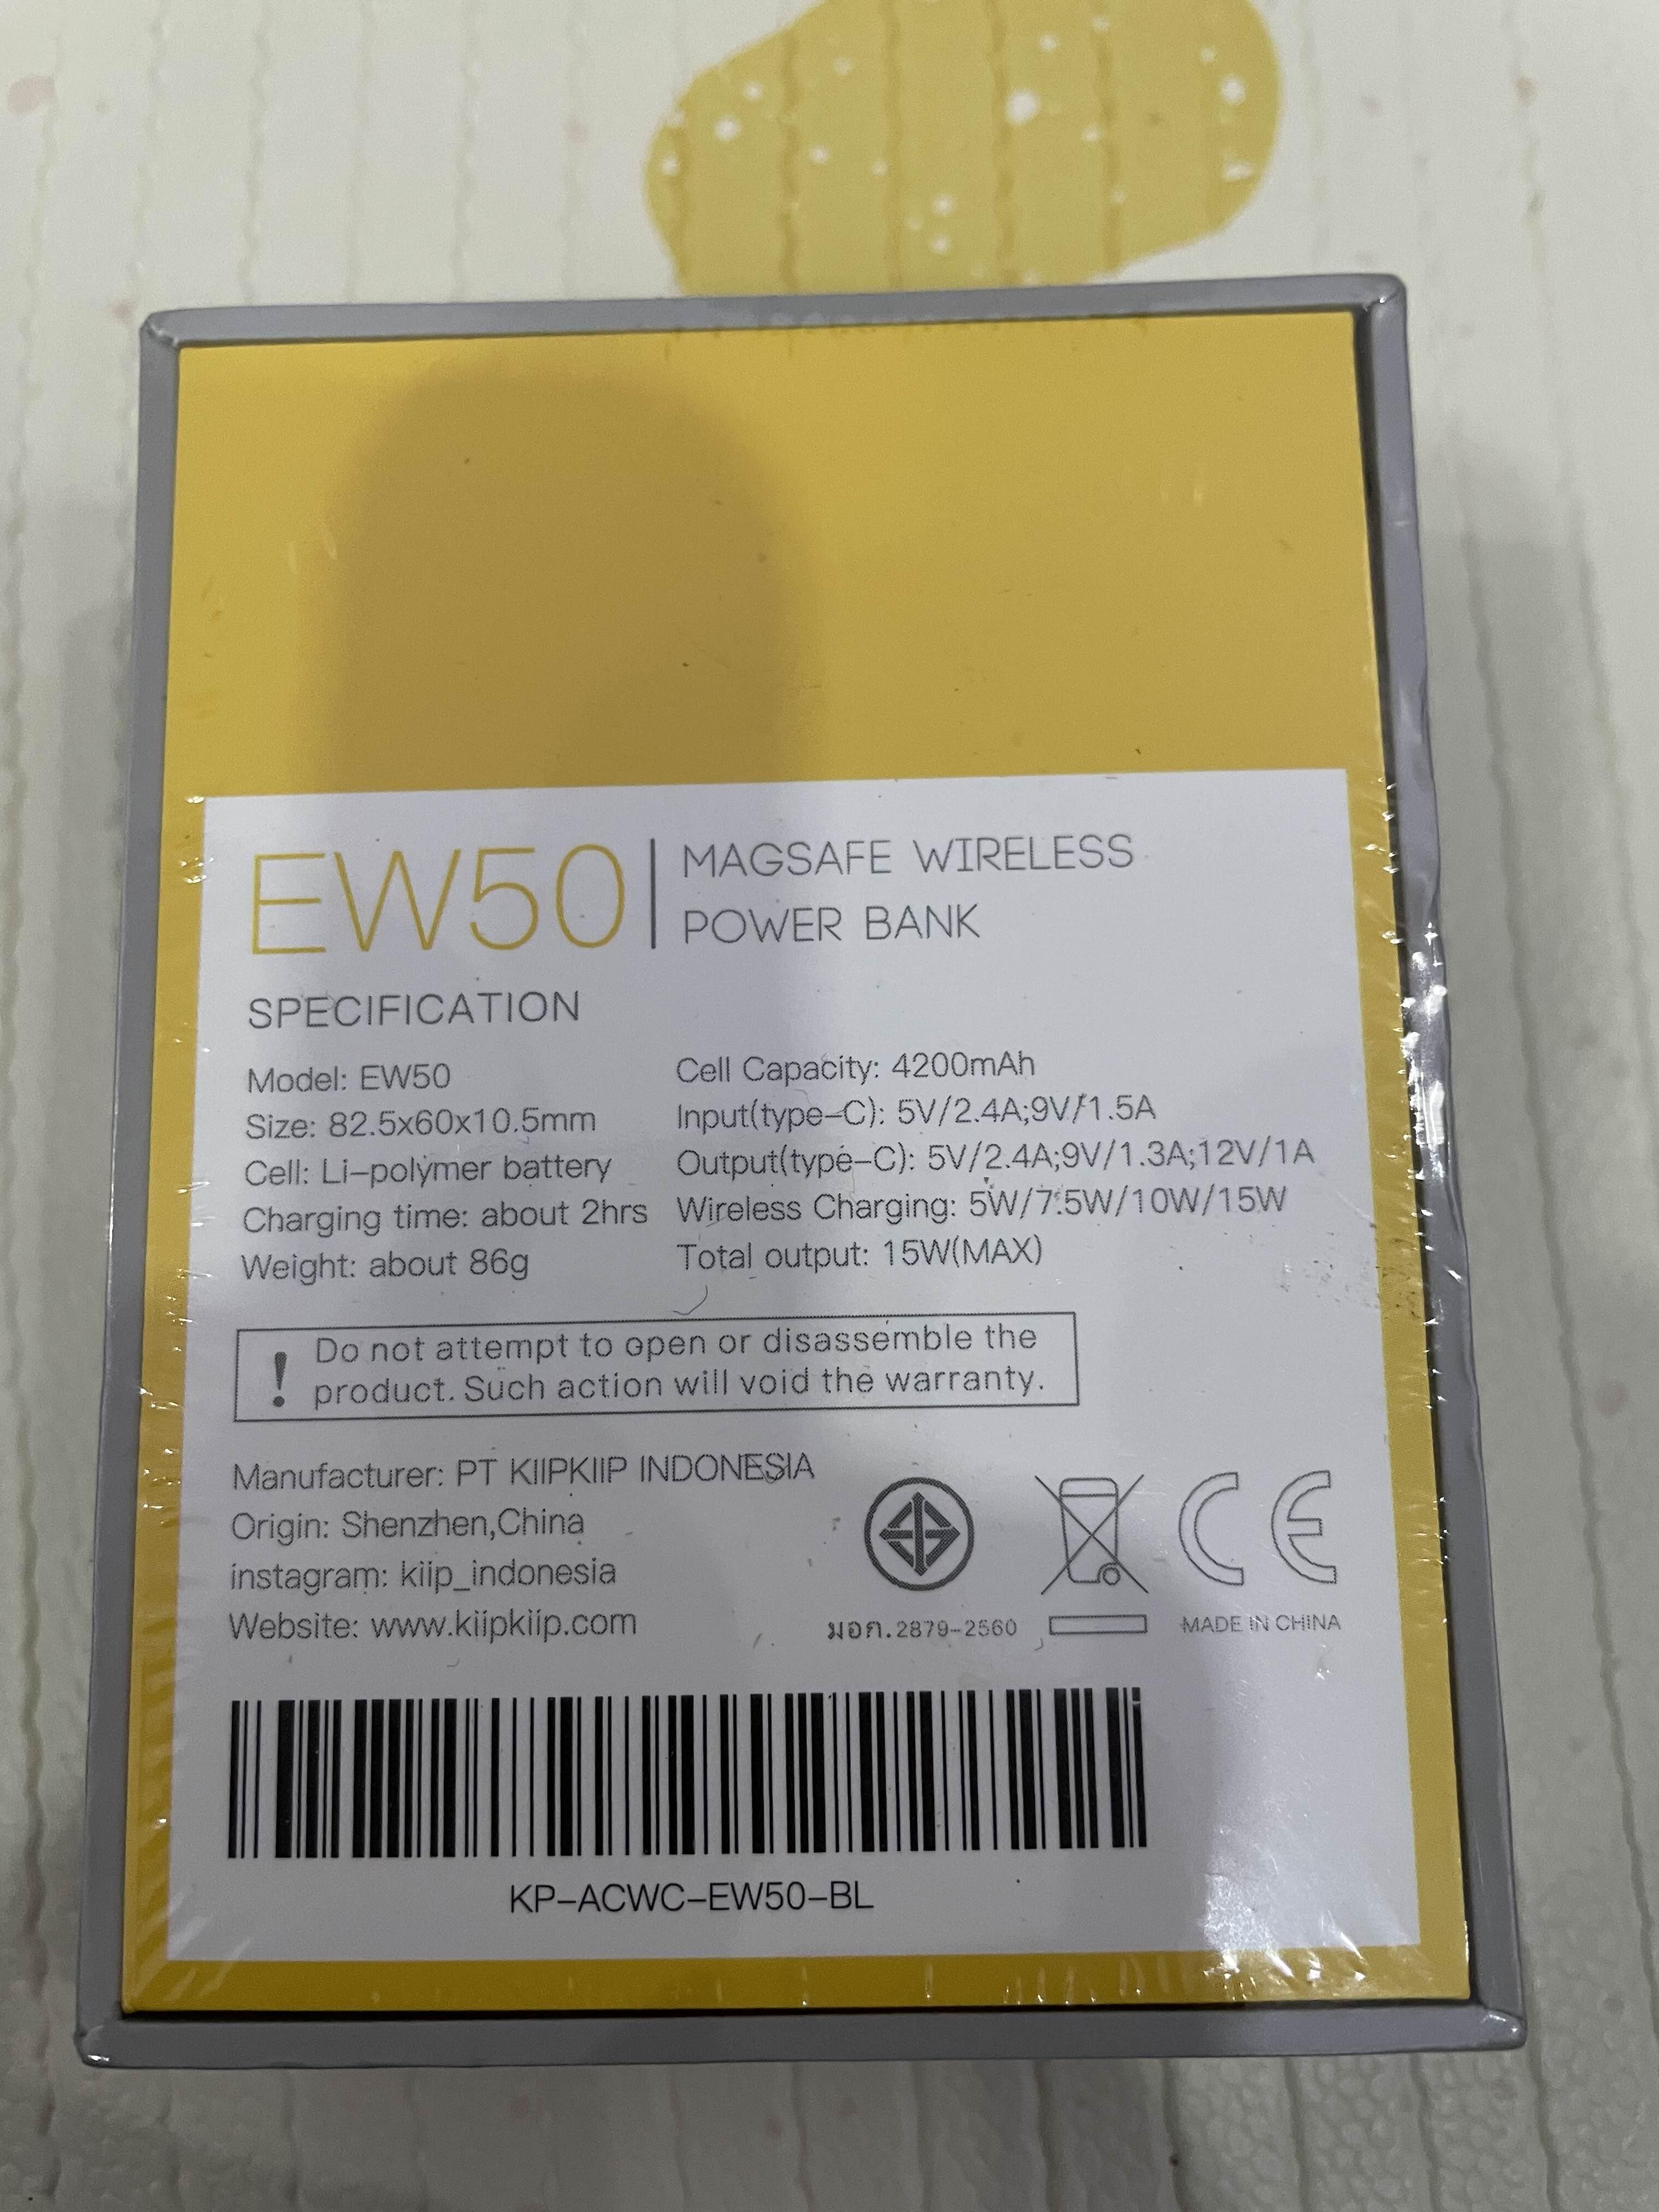 EW50
MAGSAFE WIRELESS
POWER BANK
SPECIFICATION
Model: EW50
Size: 82.5x60x10.5mm
Cell: Li-polymer battery
Charging time: about 2hrs
Weight: about 86g
Cell Capacity: 4200mAh
Input(type-C): 5V/2.4A;9V/1.5A
Output(type-C): 5V/2.4A;9V/1.3A;12V/1A
Wireless Charging: 5W/7.5W/10W/15W
Total output: 15W(MAX)
! Do not attempt to open or disassemble the
product. Such action will void the warranty.
Manufacturer: PT KIIPKIIP INDONESIA
Origin: Shenzhen,China
instagram: kiip_indonesia
Website: www.kiipkiip.com
มอก.2879-2560
CE
MADE IN CHINA
KP-ACWC-EW50-BL